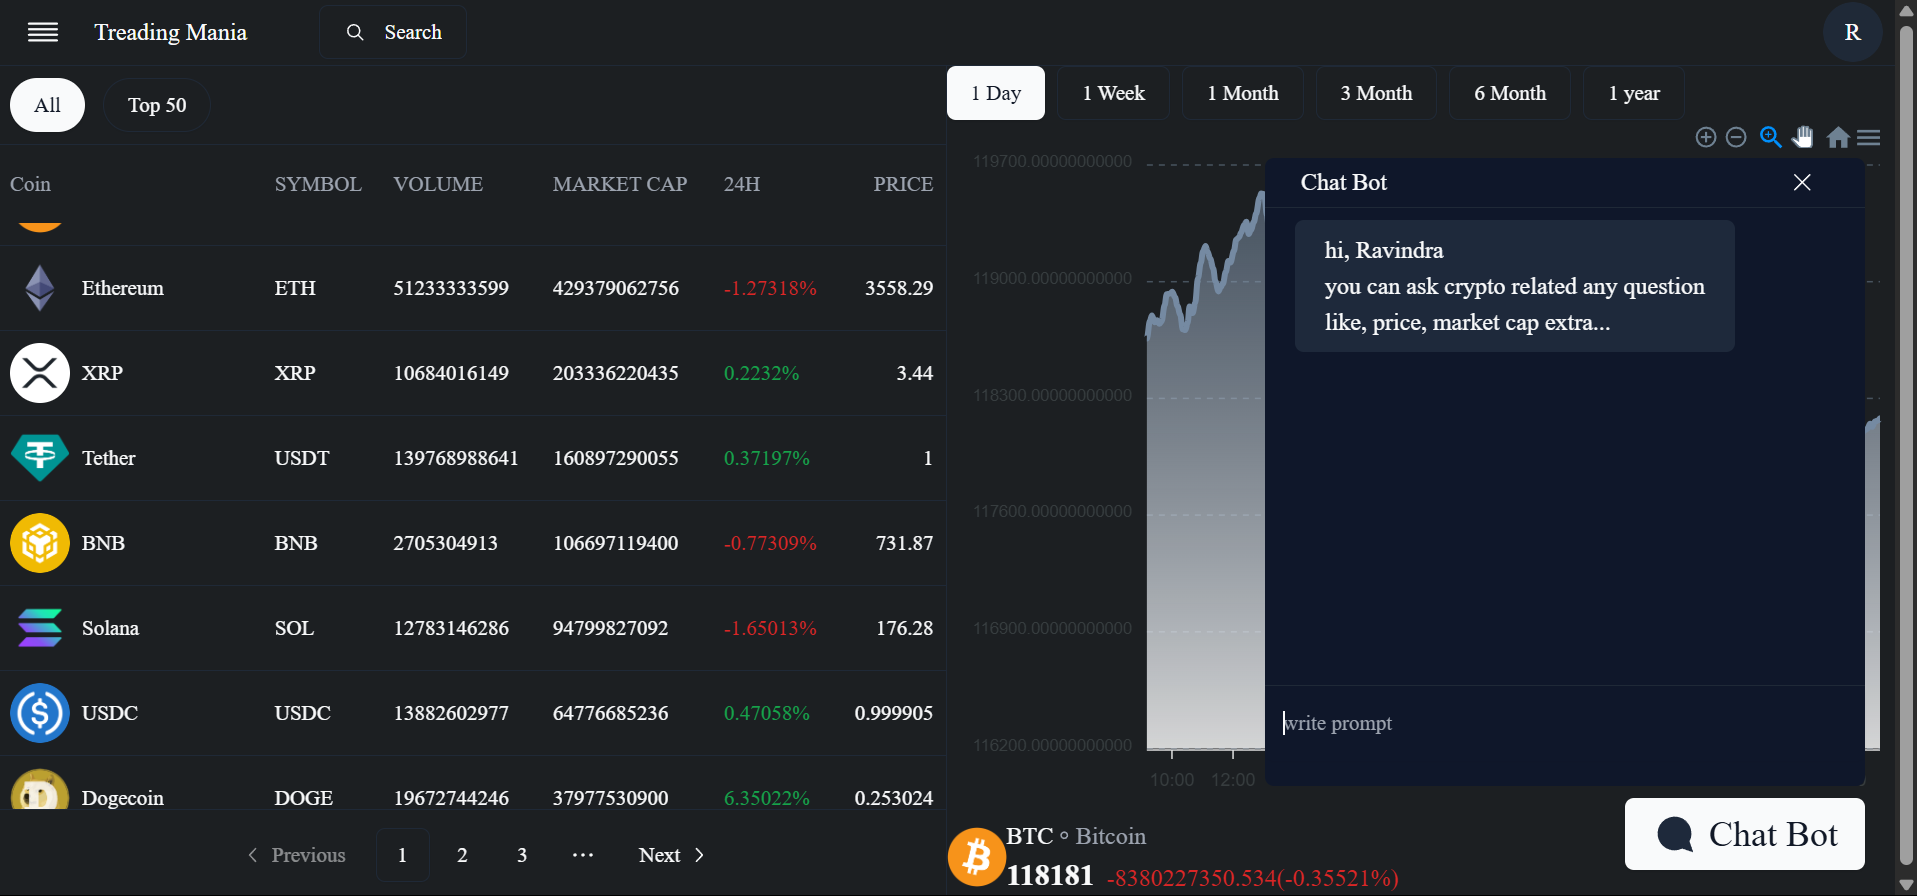 Treading Mania
Search
R
All
Top 50
1 Day
1 Week
1 Month
3 Month
6 Month
1 year
Coin SYMBOL VOLUME MARKET CAP 24H PRICE
Ethereum ETH 51233333599 429379062756 -1.27318% 3558.29
XRP XRP 10684016149 203336220435 0.2232% 3.44
Tether USDT 139768988641 160897290055 0.37197% 1
BNB BNB 2705304913 106697119400 -0.77309% 731.87
Solana SOL 12783146286 94799827092 -1.65013% 176.28
USDC USDC 13882602977 64776685236 0.47058% 0.999905
Dogecoin DOGE 19672744246 37977530900 6.35022% 0.253024
Previous 1 2 3 ... Next
119700.00000000000
119000.00000000000
118300.00000000000
117600.00000000000
116900.00000000000
116200.00000000000
10:00 12:00
Chat Bot
hi, Ravindra
you can ask crypto related any question
like, price, market cap extra...
write prompt
BTC ∘ Bitcoin
118181 -8380227350.534(-0.35521%)
Chat Bot